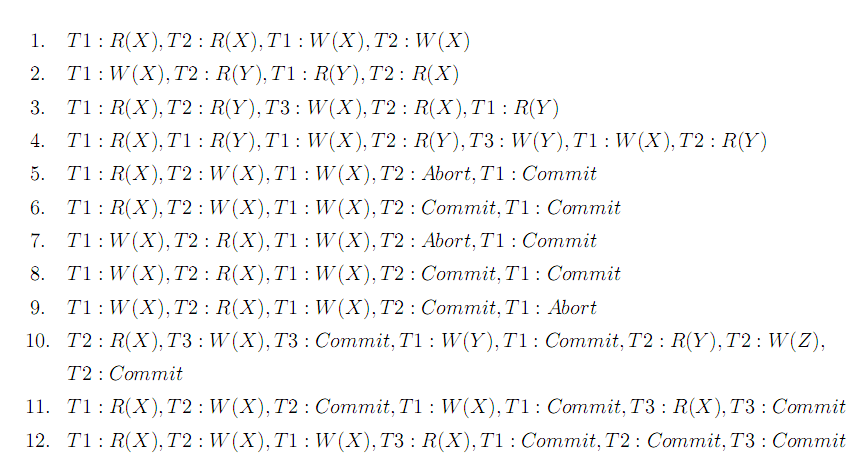 1. T1 : R(X), T2 : R(X), T1 : W(X), T2 : W(X)
2. T1 : W(X), T2 : R(Y), T1 : R(Y), T2 : R(X)
3. T1 : R(X), T2 : R(Y), T3 : W(X), T2 : R(X), T1 : R(Y)
4. T1 : R(X), T1 : R(Y), T1 : W(X), T2 : R(Y), T3 : W(Y), T1 : W(X), T2 : R(Y)
5. T1 : R(X), T2 : W(X), T1 : W(X), T2 : Abort, T1 : Commit
6. T1 : R(X), T2 : W(X), T1 : W(X), T2 : Commit, T1 : Commit
7. T1 : W(X), T2 : R(X), T1 : W(X), T2 : Abort, T1 : Commit
8. T1 : W(X), T2 : R(X), T1 : W(X), T2 : Commit, T1 : Commit
9. T1 : W(X), T2 : R(X), T1 : W(X), T2 : Commit, T1 : Abort
10. T2 : R(X), T3 : W(X), T3 : Commit, T1 : W(Y), T1 : Commit, T2 : R(Y), T2 : W(Z),
T2 : Commit
11. T1 : R(X), T2 : W(X), T2 : Commit, T1 : W(X), T1 : Commit, T3 : R(X), T3 : Commit
12. T1 : R(X), T2 : W(X), T1 : W(X), T3 : R(X), T1 : Commit, T2 : Commit, T3 : Commit